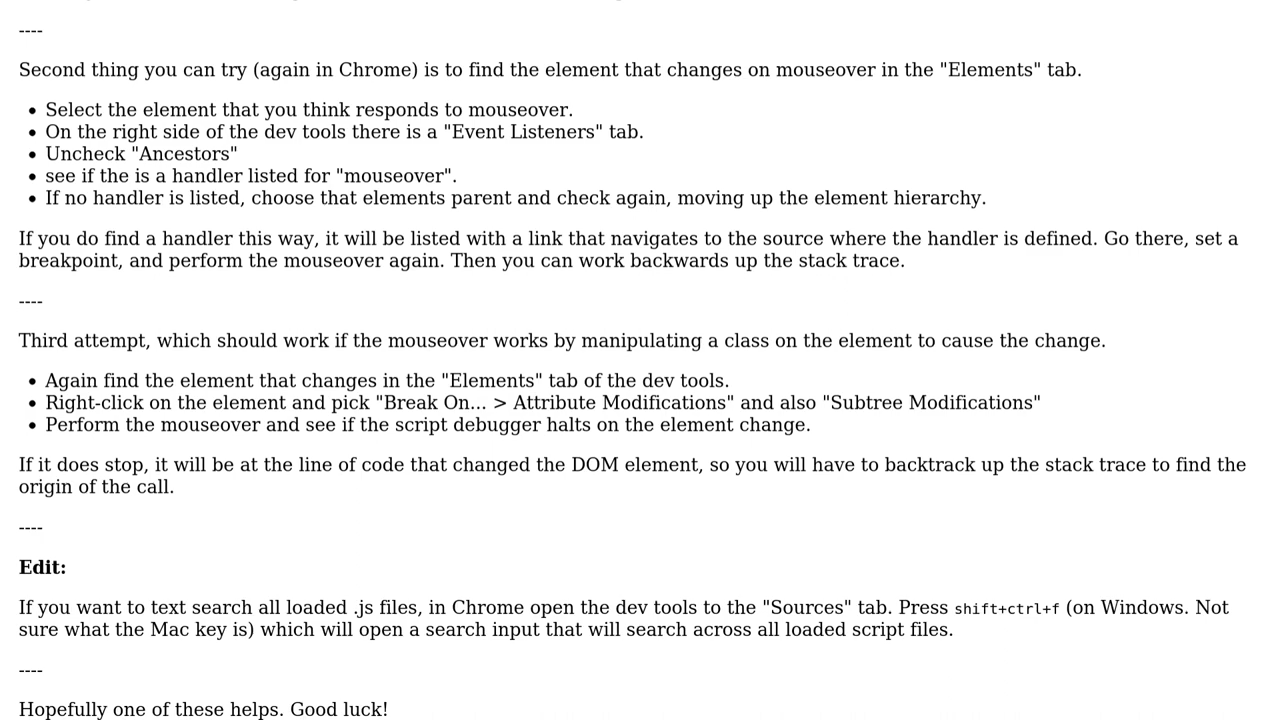 ----
Second thing you can try (again in Chrome) is to find the element that changes on mouseover in the "Elements" tab.
• Select the element that you think responds to mouseover.
• On the right side of the dev tools there is a "Event Listeners" tab.
• Uncheck "Ancestors"
• see if the is a handler listed for "mouseover".
• If no handler is listed, choose that elements parent and check again, moving up the element hierarchy.
If you do find a handler this way, it will be listed with a link that navigates to the source where the handler is defined. Go there, set a
breakpoint, and perform the mouseover again. Then you can work backwards up the stack trace.
----
Third attempt, which should work if the mouseover works by manipulating a class on the element to cause the change.
• Again find the element that changes in the "Elements" tab of the dev tools.
• Right-click on the element and pick "Break On... > Attribute Modifications" and also "Subtree Modifications"
• Perform the mouseover and see if the script debugger halts on the element change.
If it does stop, it will be at the line of code that changed the DOM element, so you will have to backtrack up the stack trace to find the
origin of the call.
----
Edit:
If you want to text search all loaded .js files, in Chrome open the dev tools to the "Sources" tab. Press shift+ctrl+f (on Windows. Not
sure what the Mac key is) which will open a search input that will search across all loaded script files.
----
Hopefully one of these helps. Good luck!